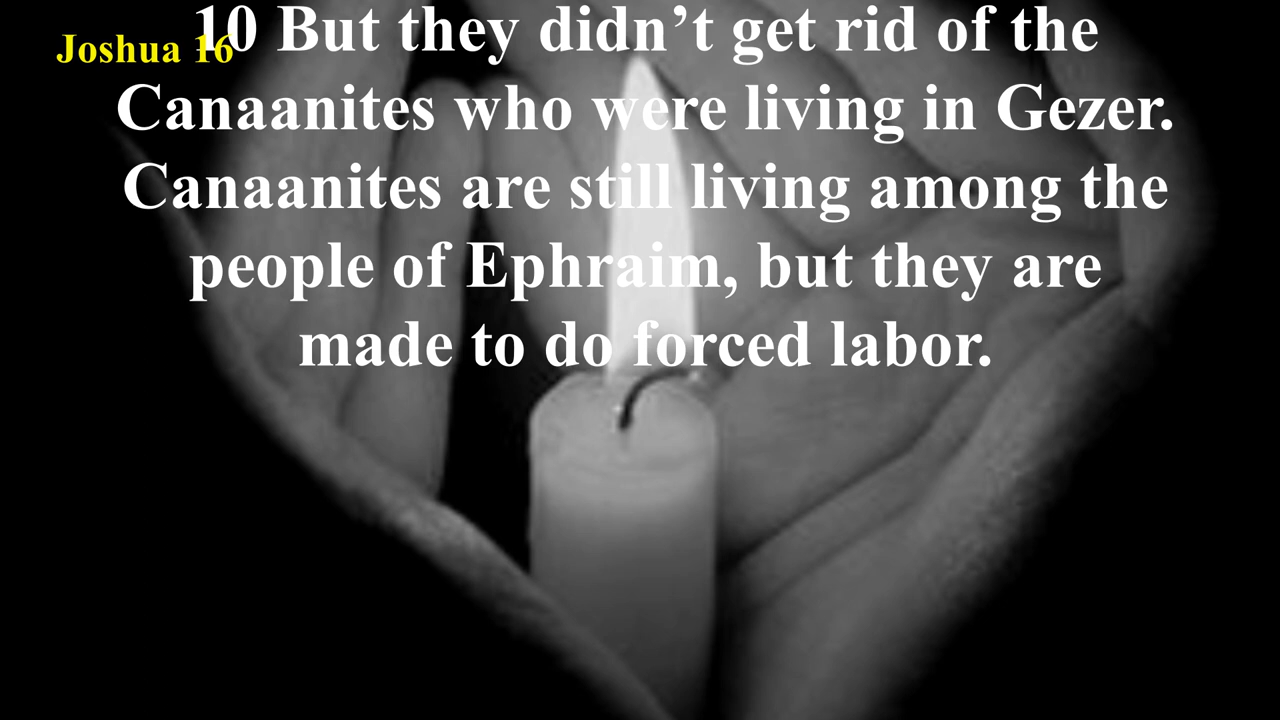 Joshua 16
10 But they didn’t get rid of the
Canaanites who were living in Gezer.
Canaanites are still living among the
people of Ephraim, but they are
made to do forced labor.